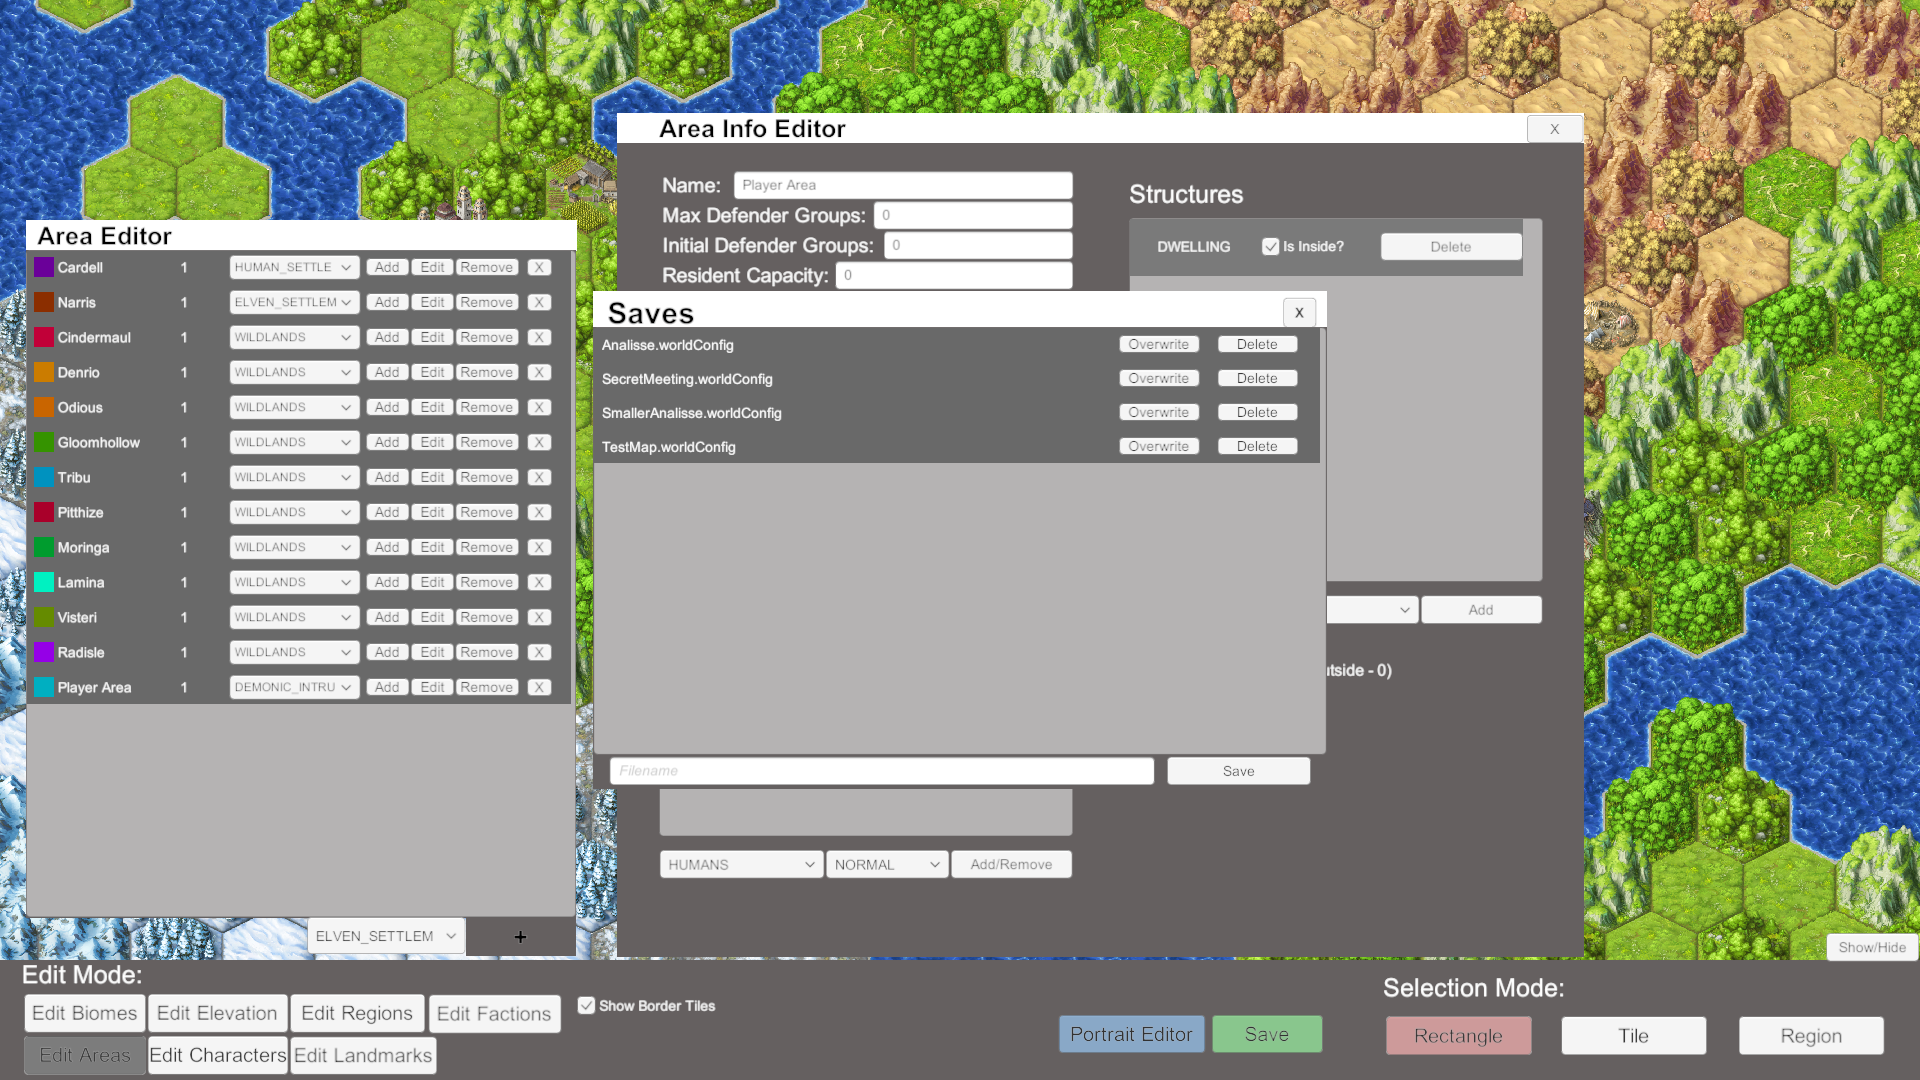 Area Info Editor
X
Name:
Player Area
Max Defender Groups:
0
Initial Defender Groups:
0
Resident Capacity:
0
Structures
DWELLING
Is Inside?
Delete
Add
utside - 0)
HUMANS
NORMAL
Add/Remove
Area Editor
Cardell 1 HUMAN_SETTLE Add Edit Remove X
Narris 1 ELVEN_SETTLEM Add Edit Remove X
Cindermaul 1 WILDLANDS Add Edit Remove X
Denrio 1 WILDLANDS Add Edit Remove X
Odious 1 WILDLANDS Add Edit Remove X
Gloomhollow 1 WILDLANDS Add Edit Remove X
Tribu 1 WILDLANDS Add Edit Remove X
Pitthize 1 WILDLANDS Add Edit Remove X
Moringa 1 WILDLANDS Add Edit Remove X
Lamina 1 WILDLANDS Add Edit Remove X
Visteri 1 WILDLANDS Add Edit Remove X
Radisle 1 WILDLANDS Add Edit Remove X
Player Area 1 DEMONIC_INTRU Add Edit Remove X
ELVEN_SETTLEM +
Saves
X
Analisse.worldConfig Overwrite Delete
SecretMeeting.worldConfig Overwrite Delete
SmallerAnalisse.worldConfig Overwrite Delete
TestMap.worldConfig Overwrite Delete
Filename
Save
Show/Hide
Edit Mode:
Edit Biomes Edit Elevation Edit Regions Edit Factions
Edit Areas Edit Characters Edit Landmarks
Show Border Tiles
Portrait Editor
Save
Selection Mode:
Rectangle
Tile
Region